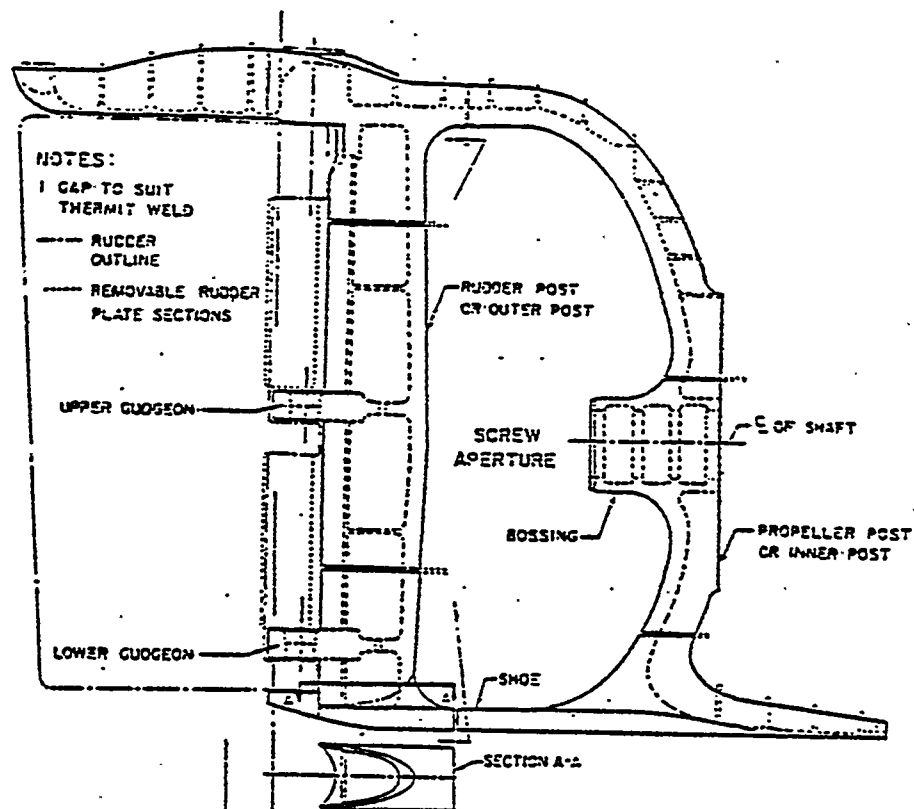 NOTES:
I GAP TO SUIT
THERMIT WELD
RUDDER
OUTLINE
REMOVABLE RUDDER
PLATE SECTIONS
RUDDER POST
OR OUTER POST
UPPER GUDGEON
SCREW
APERTURE
℄ OF SHAFT
BOSSING
PROPELLER POST
OR INNER POST
LOWER GUDGEON
SHOE
A
A
SECTION A-A